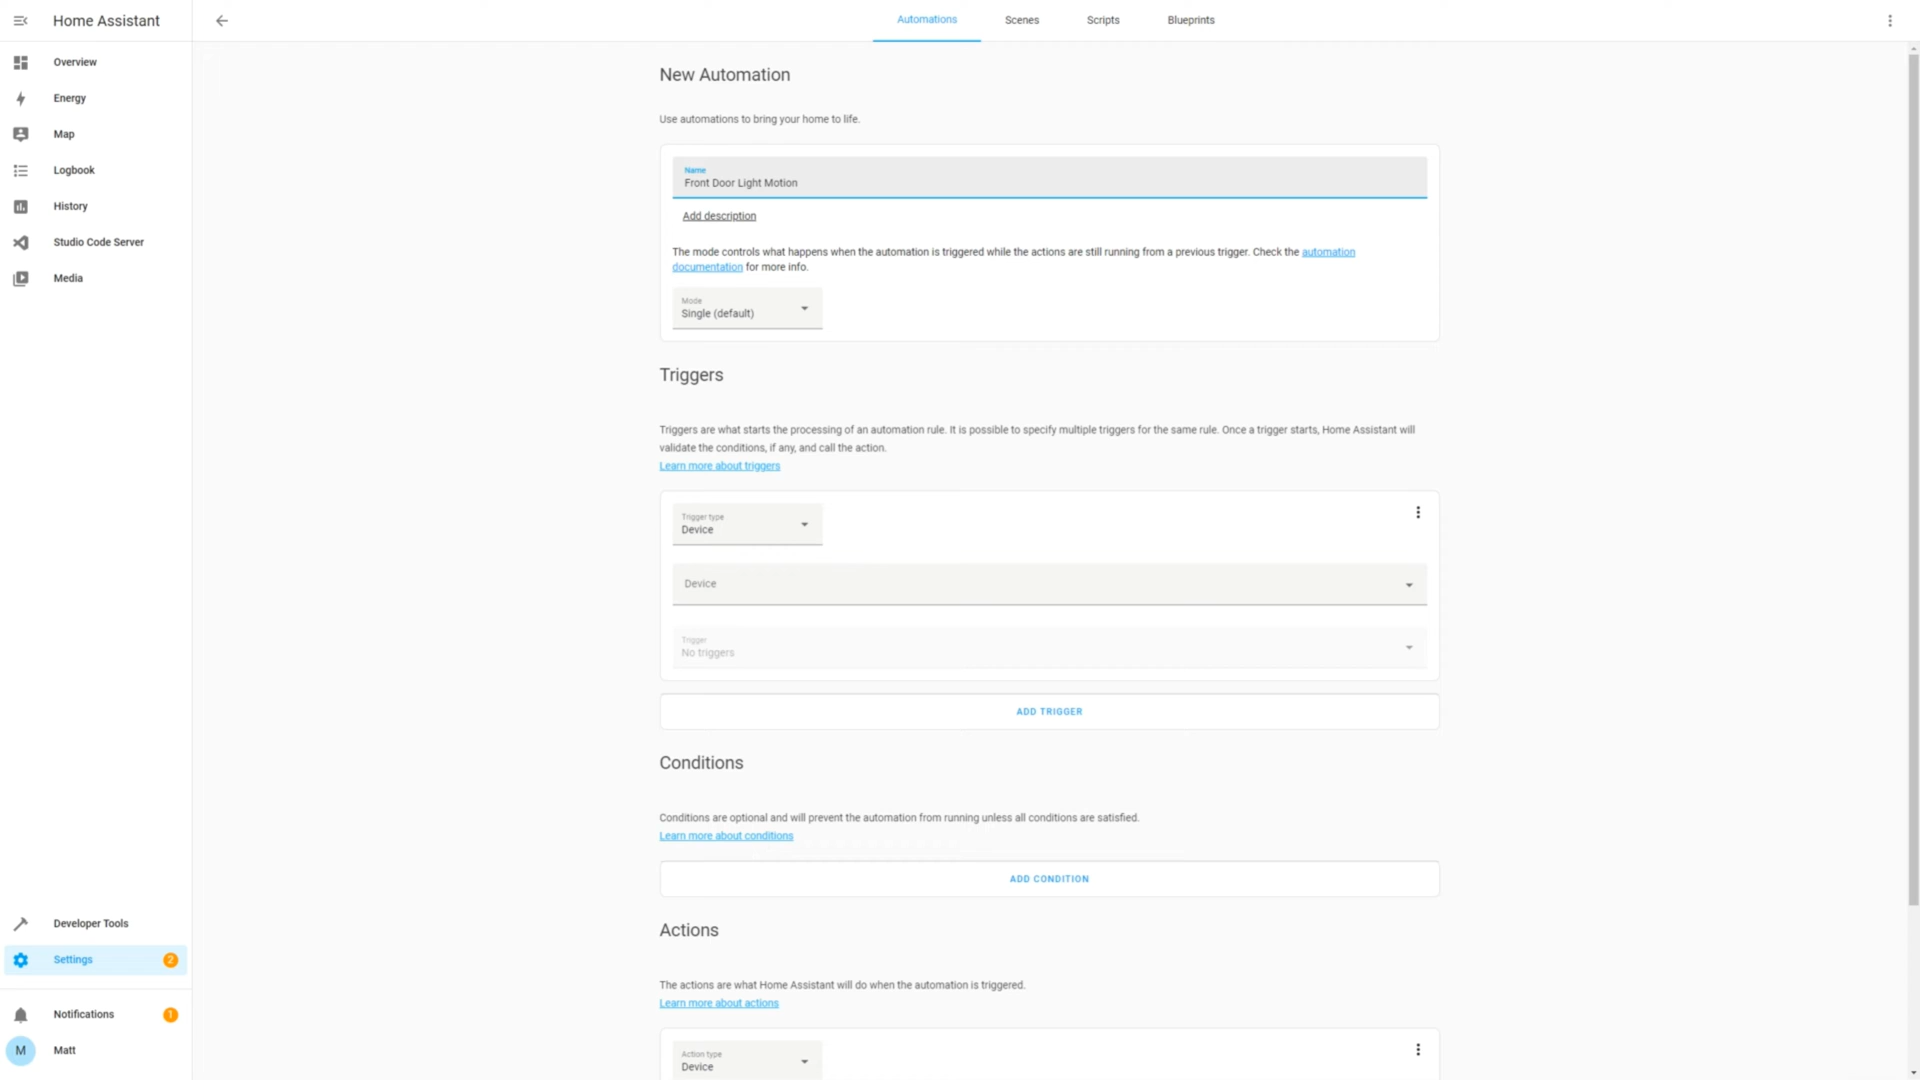 Home Assistant
Automations
Scenes
Scripts
Blueprints
Overview
Energy
Map
Logbook
History
Studio Code Server
Media
Developer Tools
Settings
2
Notifications
1
M
Matt
New Automation
Use automations to bring your home to life.
Name
Front Door Light Motion
Add description
The mode controls what happens when the automation is triggered while the actions are still running from a previous trigger. Check the automation
documentation for more info.
Mode
Single (default)
Triggers
Triggers are what starts the processing of an automation rule. It is possible to specify multiple triggers for the same rule. Once a trigger starts, Home Assistant will
validate the conditions, if any, and call the action.
Learn more about triggers
Trigger type
Device
Device
Trigger
No triggers
ADD TRIGGER
Conditions
Conditions are optional and will prevent the automation from running unless all conditions are satisfied.
Learn more about conditions
ADD CONDITION
Actions
The actions are what Home Assistant will do when the automation is triggered.
Learn more about actions
Action type
Device